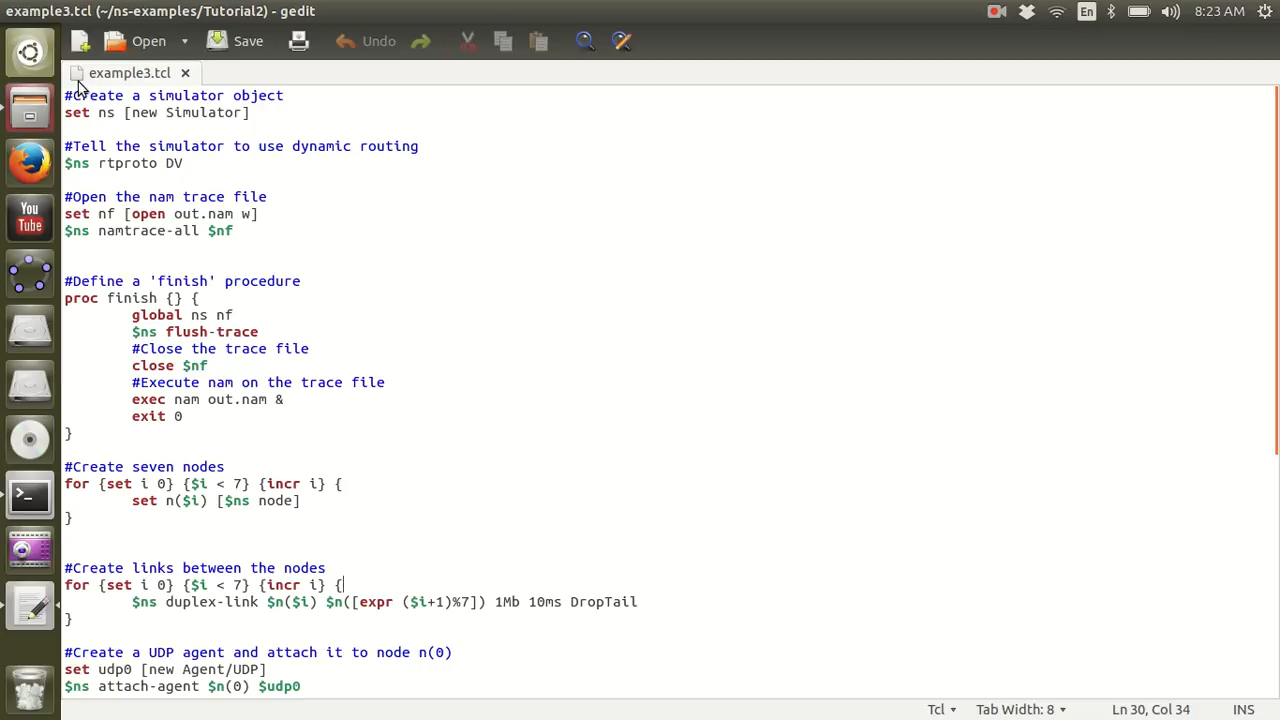 example3.tcl (~/ns-examples/Tutorial2) - gedit
En
8:23 AM
Open
Save
Undo
example3.tcl
#Create a simulator object
set ns [new Simulator]
#Tell the simulator to use dynamic routing
$ns rtproto DV
#Open the nam trace file
set nf [open out.nam w]
$ns namtrace-all $nf
#Define a 'finish' procedure
proc finish {} {
global ns nf
$ns flush-trace
#Close the trace file
close $nf
#Execute nam on the trace file
exec nam out.nam &
exit 0
}
#Create seven nodes
for {set i 0} {$i < 7} {incr i} {
set n($i) [$ns node]
}
#Create links between the nodes
for {set i 0} {$i < 7} {incr i} {
$ns duplex-link $n($i) $n([expr ($i+1)%7]) 1Mb 10ms DropTail
}
#Create a UDP agent and attach it to node n(0)
set udp0 [new Agent/UDP]
$ns attach-agent $n(0) $udp0
You
Tube
Tcl
Tab Width: 8
Ln 30, Col 34
INS